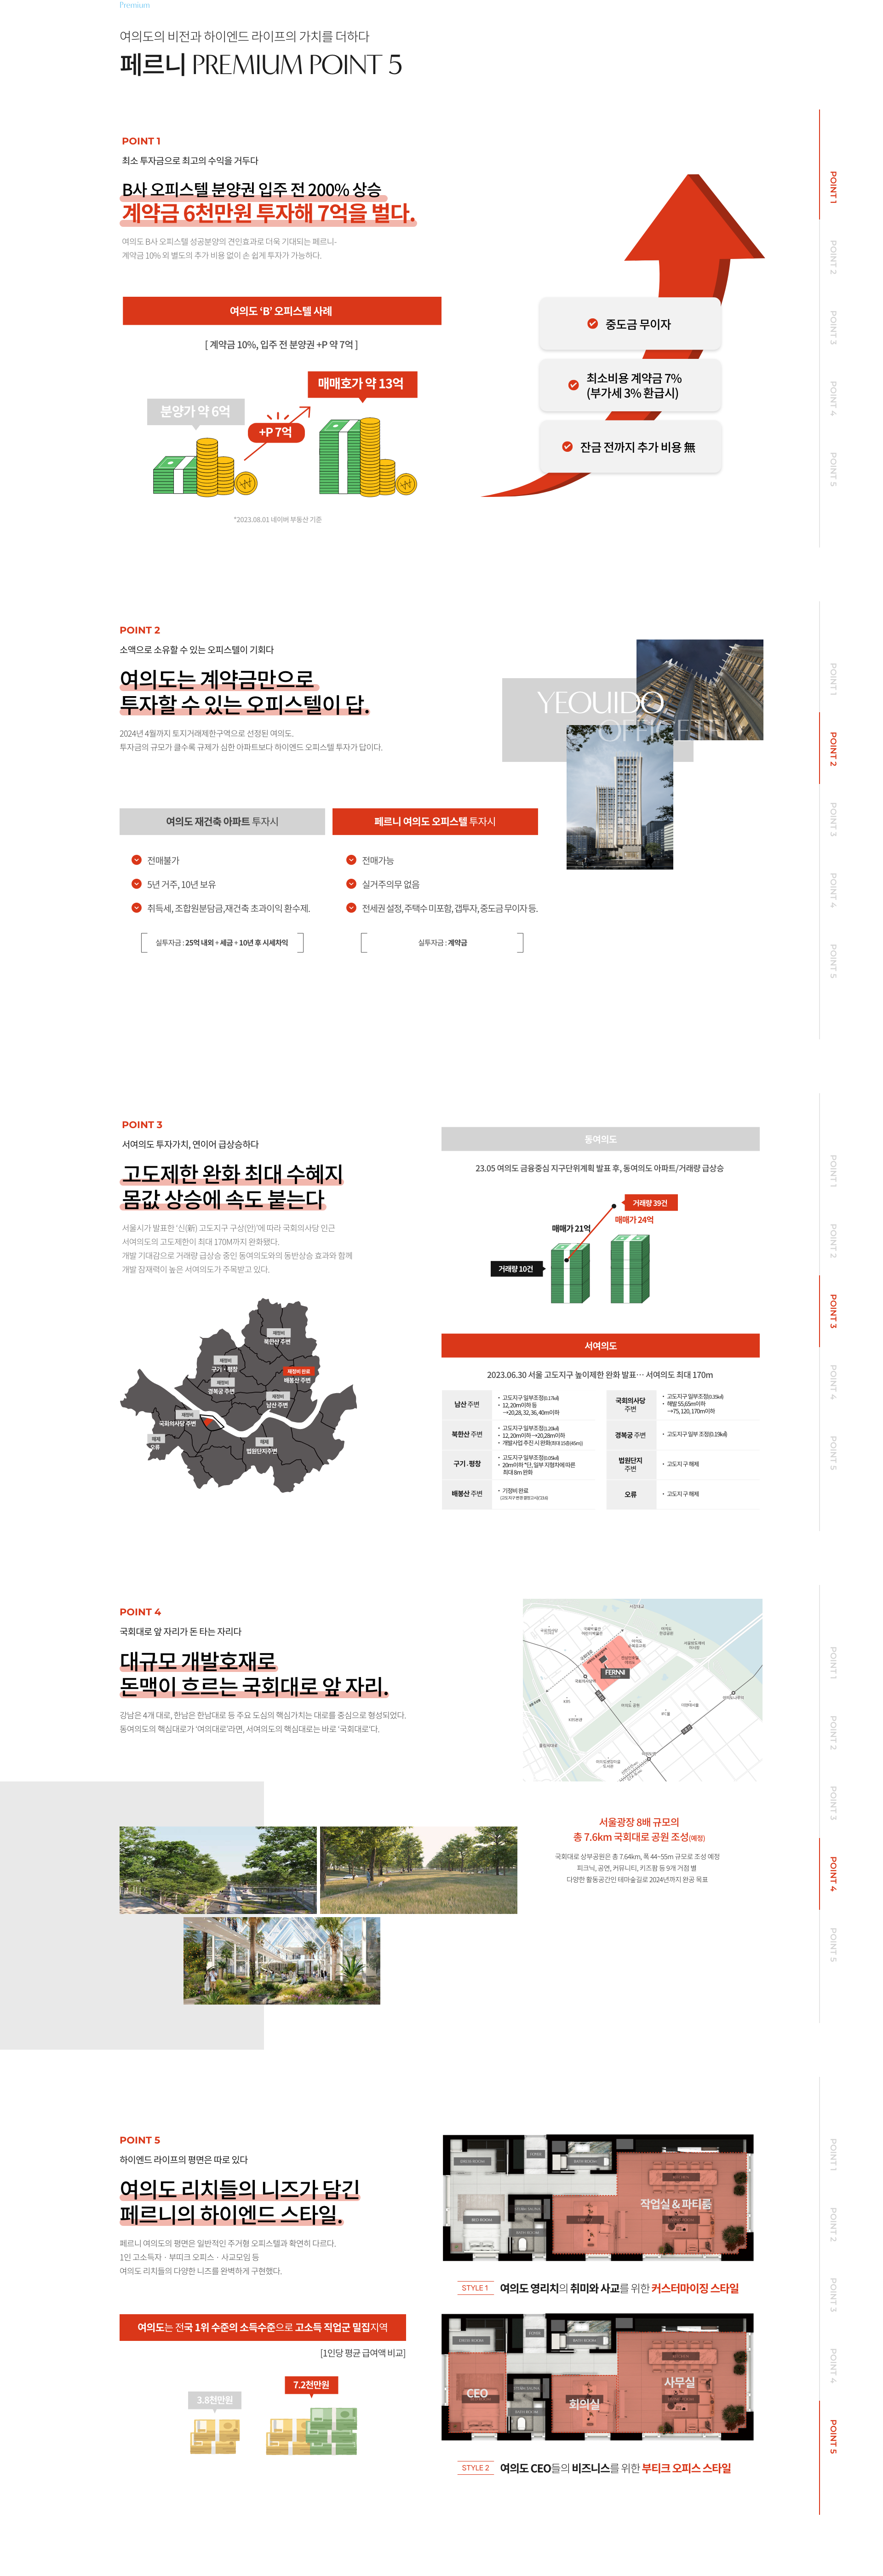 Premium
여의도의 비전과 하이엔드 라이프의 가치를 더하다
페르니 PREMIUM POINT 5
POINT 1
최소 투자금으로 최고의 수익을 거두다
B사 오피스텔 분양권 입주 전 200% 상승
계약금 6천만원 투자해 7억을 벌다.
여의도 B사 오피스텔 성공분양의 견인효과로 더욱 기대되는 페르니-
계약금 10% 외 별도의 추가 비용 없이 손 쉽게 투자가 가능하다.
여의도 ‘B’ 오피스텔 사례
[ 계약금 10%, 입주 전 분양권 +P 약 7억 ]
분양가 약 6억
+P 7억
매매호가 약 13억
*2023.08.01 네이버 부동산 기준
중도금 무이자
최소비용 계약금 7%
(부가세 3% 환급시)
잔금 전까지 추가 비용 無
POINT 1
POINT 2
POINT 3
POINT 4
POINT 5
POINT 2
소액으로 소유할 수 있는 오피스텔이 기회다
여의도는 계약금만으로
투자할 수 있는 오피스텔이 답.
2024년 4월까지 토지거래제한구역으로 선정된 여의도.
투자금의 규모가 클수록 규제가 심한 아파트보다 하이엔드 오피스텔 투자가 답이다.
YEOUIDO,
OFFICETEL
여의도 재건축 아파트 투자시
전매불가
5년 거주, 10년 보유
취득세, 조합원분담금,재건축 초과이익 환수제.
실투자금 : 25억 내외 + 세금 + 10년 후 시세차익
페르니 여의도 오피스텔 투자시
전매가능
실거주의무 없음
전세권설정,주택수미포함,갭투자,중도금무이자등.
실투자금 : 계약금
POINT 1
POINT 2
POINT 3
POINT 4
POINT 5
POINT 3
서여의도 투자가치, 연이어 급상승하다
고도제한 완화 최대 수혜지
몸값 상승에 속도 붙는다
서울시가 발표한 ‘신(新) 고도지구 구상(안)’에 따라 국회의사당 인근
서여의도의 고도제한이 최대 170M까지 완화됐다.
개발 기대감으로 거래량 급상승 중인 동여의도와의 동반상승 효과와 함께
개발 잠재력이 높은 서여의도가 주목받고 있다.
재정비
북한산 주변
재정비
구기·평창
재정비 완료
배봉산 주변
재정비
경복궁 주변
재정비
남산 주변
재정비
국회의사당 주변
해제
오류
해제
법원단지주변
동여의도
23.05 여의도 금융중심 지구단위계획 발표 후, 동여의도 아파트/거래량 급상승
거래량 39건
매매가 21억
매매가 24억
거래량 10건
서여의도
2023.06.30 서울 고도지구 높이제한 완화 발표··· 서여의도 최대 170m
남산 주변
· 고도지구 일부조정(0.17㎢)
· 12, 20m이하 등
→20,28, 32, 36, 40m이하
북한산 주변
· 12, 20m이하→20,28m이하
· 개발사업 추진 시 완화(최대 15층(45m))
구기·평창
· 20m이하 *단, 일부 지형차에 따른
최대 8m 완화
배봉산 주변
· 기정비 완료
국회의사당
주변
· 해발 55,65m이하
→75, 120, 170m이하
경복궁 주변
· 고도지구 일부 조정(0.19㎢)
법원단지
주변
· 고도지구 해제
오류
· 고도지구 해제
POINT 1
POINT 2
POINT 3
POINT 4
POINT 5
POINT 4
국회대로 앞 자리가 돈 타는 자리다
대규모 개발호재로
돈맥이 흐르는 국회대로 앞 자리.
강남은 4개 대로, 한남은 한남대로 등 주요 도심의 핵심가치는 대로를 중심으로 형성되었다.
동여의도의 핵심대로가 ‘여의대로’라면, 서여의도의 핵심대로는 바로 ‘국회대로’다.
FERNNI
서울광장 8배 규모의
총 7.6km 국회대로 공원 조성(예정)
국회대로 상부공원은 총 7.64km, 폭 44~55m 규모로 조성 예정
피크닉, 공연, 커뮤니티, 키즈팜 등 9개 거점 별
다양한 활동공간인 테마숲길로 2024년까지 완공 목표
POINT 1
POINT 2
POINT 3
POINT 4
POINT 5
POINT 5
하이엔드 라이프의 평면은 따로 있다
여의도 리치들의 니즈가 담긴
페르니의 하이엔드 스타일.
페르니 여의도의 평면은 일반적인 주거형 오피스텔과 확연히 다르다.
1인 고소득자 · 부띠크 오피스 · 사교모임 등
여의도 리치들의 다양한 니즈를 완벽하게 구현했다.
여의도는 전국 1위 수준의 소득수준으로 고소득 직업군 밀집지역
[1인당 평균 급여액 비교]
3.8천만원
7.2천만원
작업실 & 파티룸
STYLE 1
여의도 영리치의 취미와 사교를 위한 커스터마이징 스타일
CEO
회의실
사무실
STYLE 2
여의도 CEO들의 비즈니스를 위한 부티크 오피스 스타일
POINT 1
POINT 2
POINT 3
POINT 4
POINT 5